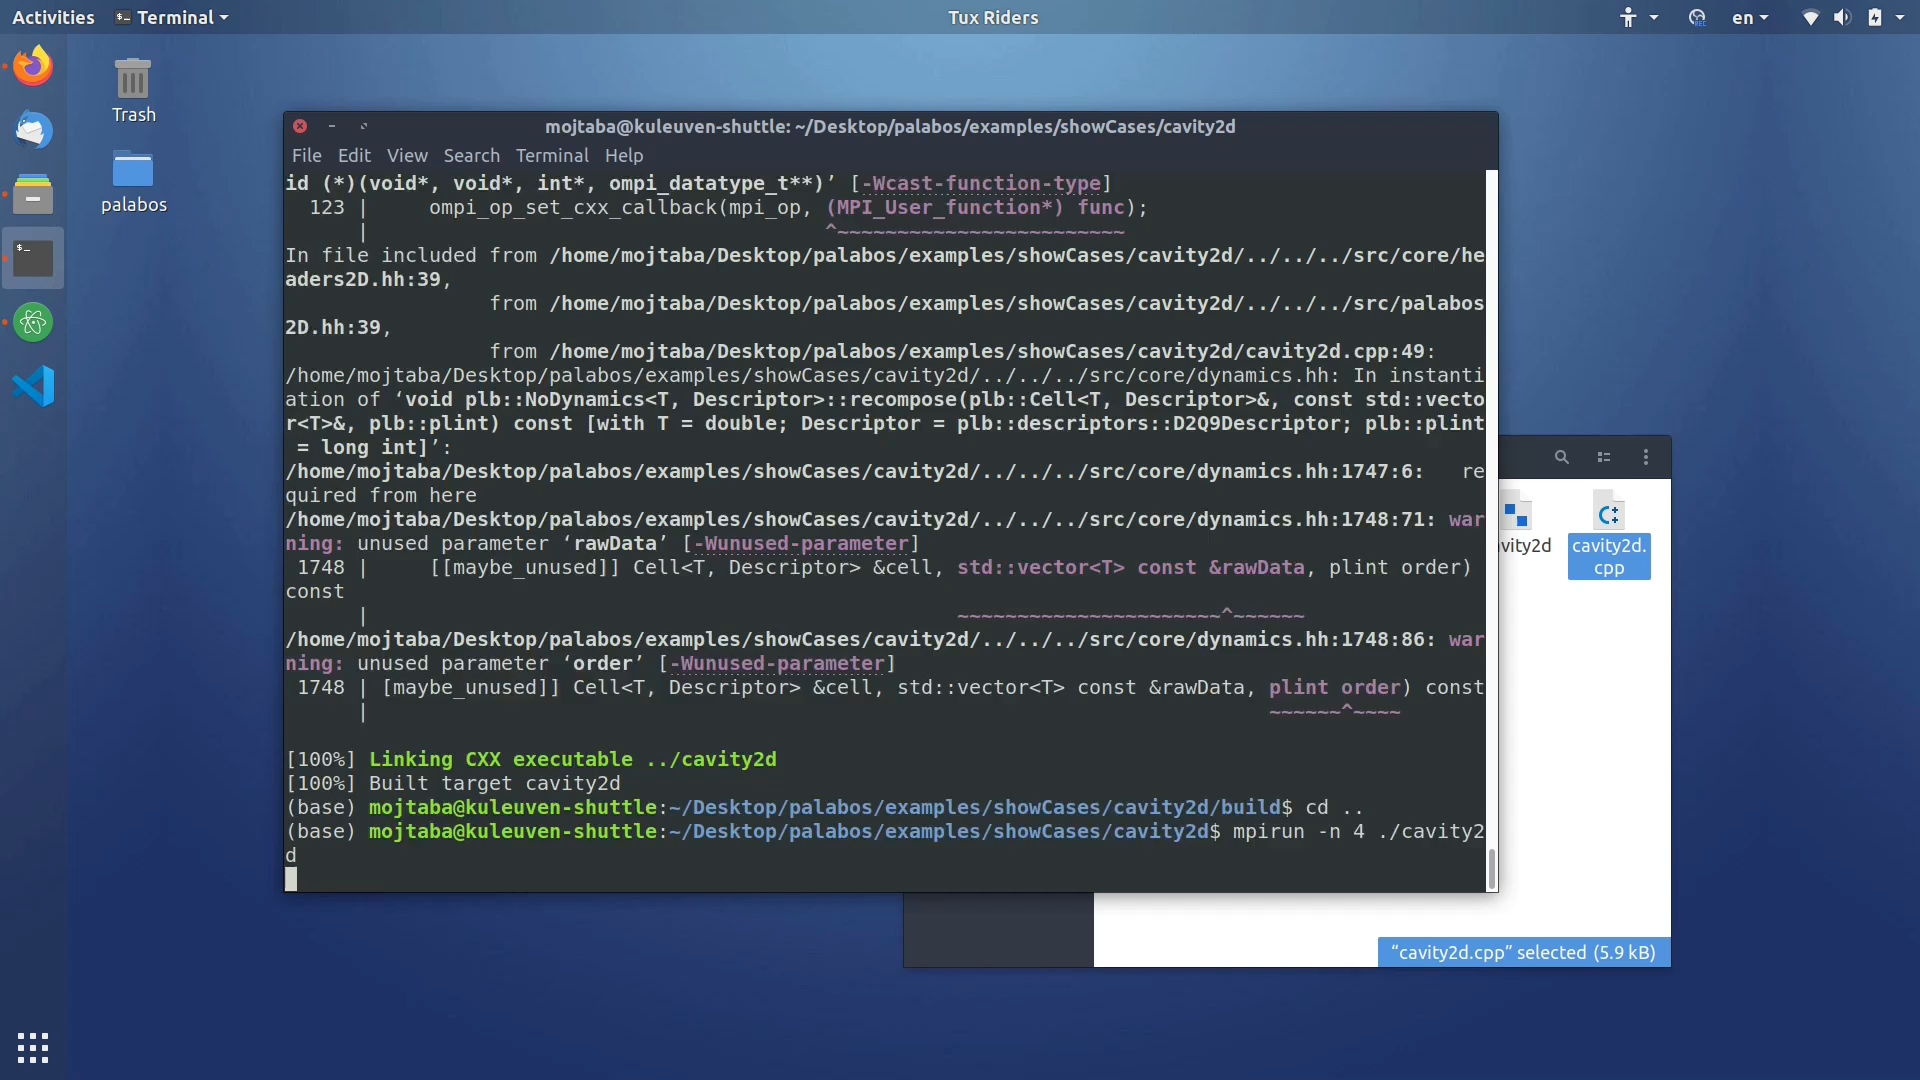 Activities
Terminal
Tux Riders
en
Trash
palabos
mojtaba@kuleuven-shuttle: ~/Desktop/palabos/examples/showCases/cavity2d
File Edit View Search Terminal Help
id (*)(void*, void*, int*, ompi_datatype_t**)’ [-Wcast-function-type]
  123 |     ompi_op_set_cxx_callback(mpi_op, (MPI_User_function*) func);
      |                                      ^~~~~~~~~~~~~~~~~~~~~~~~~
In file included from /home/mojtaba/Desktop/palabos/examples/showCases/cavity2d/../../../src/core/he
aders2D.hh:39,
                 from /home/mojtaba/Desktop/palabos/examples/showCases/cavity2d/../../../src/palabos
2D.hh:39,
                 from /home/mojtaba/Desktop/palabos/examples/showCases/cavity2d/cavity2d.cpp:49:
/home/mojtaba/Desktop/palabos/examples/showCases/cavity2d/../../../src/core/dynamics.hh: In instanti
ation of ‘void plb::NoDynamics<T, Descriptor>::recompose(plb::Cell<T, Descriptor>&, const std::vecto
r<T>&, plb::plint) const [with T = double; Descriptor = plb::descriptors::D2Q9Descriptor; plb::plint
 = long int]’:
/home/mojtaba/Desktop/palabos/examples/showCases/cavity2d/../../../src/core/dynamics.hh:1747:6:   re
quired from here
/home/mojtaba/Desktop/palabos/examples/showCases/cavity2d/../../../src/core/dynamics.hh:1748:71: war
ning: unused parameter ‘rawData’ [-Wunused-parameter]
 1748 |     [[maybe_unused]] Cell<T, Descriptor> &cell, std::vector<T> const &rawData, plint order)
const
      |                                                 ~~~~~~~~~~~~~~~~~~~~~~^~~~~~~
/home/mojtaba/Desktop/palabos/examples/showCases/cavity2d/../../../src/core/dynamics.hh:1748:86: war
ning: unused parameter ‘order’ [-Wunused-parameter]
 1748 | [maybe_unused]] Cell<T, Descriptor> &cell, std::vector<T> const &rawData, plint order) const
      |                                                                           ~~~~~~^~~~~
[100%] Linking CXX executable ../cavity2d
[100%] Built target cavity2d
(base) mojtaba@kuleuven-shuttle:~/Desktop/palabos/examples/showCases/cavity2d/build$ cd ..
(base) mojtaba@kuleuven-shuttle:~/Desktop/palabos/examples/showCases/cavity2d$ mpirun -n 4 ./cavity2
d
avity2d
cavity2d.
cpp
“cavity2d.cpp” selected (5.9 kB)